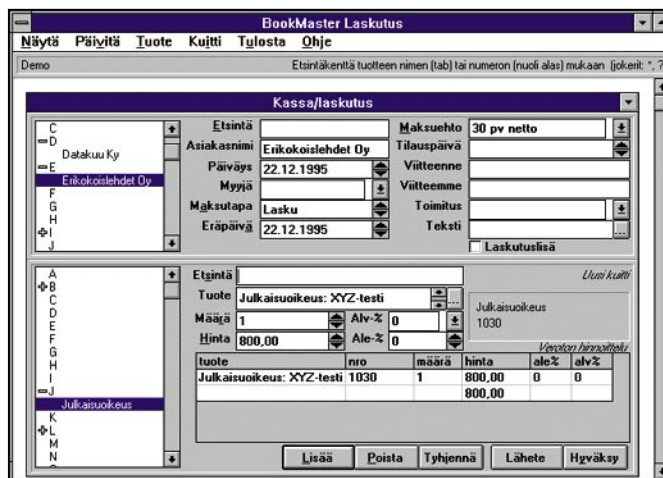 BookMaster Laskutus
Näytä Päivitä Tuote Kuitti Tulosta Ohje
Demo Etsintäkenttä tuotteen nimen (tab) tai numeron (nuoli alas) mukaan (jokerit: *, ?
Kassa/laskutus
C
D
Datakuu Ky
E
Erikoislehdet Oy
F
G
H
I
J
Etsintä
Asiakasnimi Erikoislehdet Oy
Päiväys 22.12.1995
Myyjä
Maksutapa Lasku
Eräpäivä 22.12.1995
Maksuehto 30 pv netto
Tilauspäivä
Viitteenne
Viitteemme
Toimitus
Teksti ...
Laskutuslisä
A
B
C
D
E
F
G
H
I
J
Julkaisuoikeus
K
L
M
N
Etsintä
Uusi kuitti
Tuote Julkaisuoikeus: XYZ-testi ...
Määrä 1 Alv-% 0
Hinta 800,00 Ale-% 0
Julkaisuoikeus
1030
Veroton hinnoittelu
tuote nro määrä hinta ale% alv%
Julkaisuoikeus: XYZ-testi 1030 1 800,00 0 0
800,00
Lisää Poista Tyhjennä Lähete Hyväksy